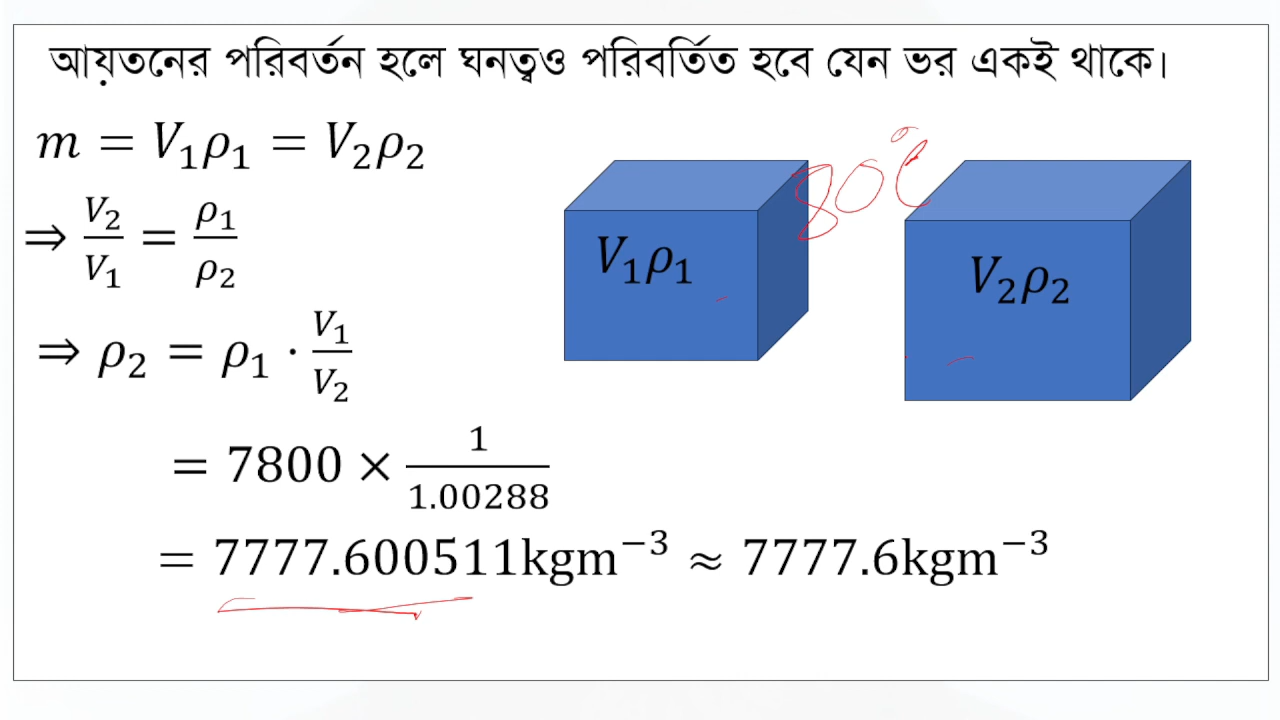 আয়তনের পরিবর্তন হলে ঘনত্বও পরিবর্তিত হবে যেন ভর একই থাকে।
m = V₁ρ₁ = V₂ρ₂
⇒ V₂/V₁ = ρ₁/ρ₂
⇒ ρ₂ = ρ₁ · V₁/V₂
= 7800 × 1/1.00288
= 7777.600511kgm⁻³ ≈ 7777.6kgm⁻³
V₁ρ₁
80°C
V₂ρ₂